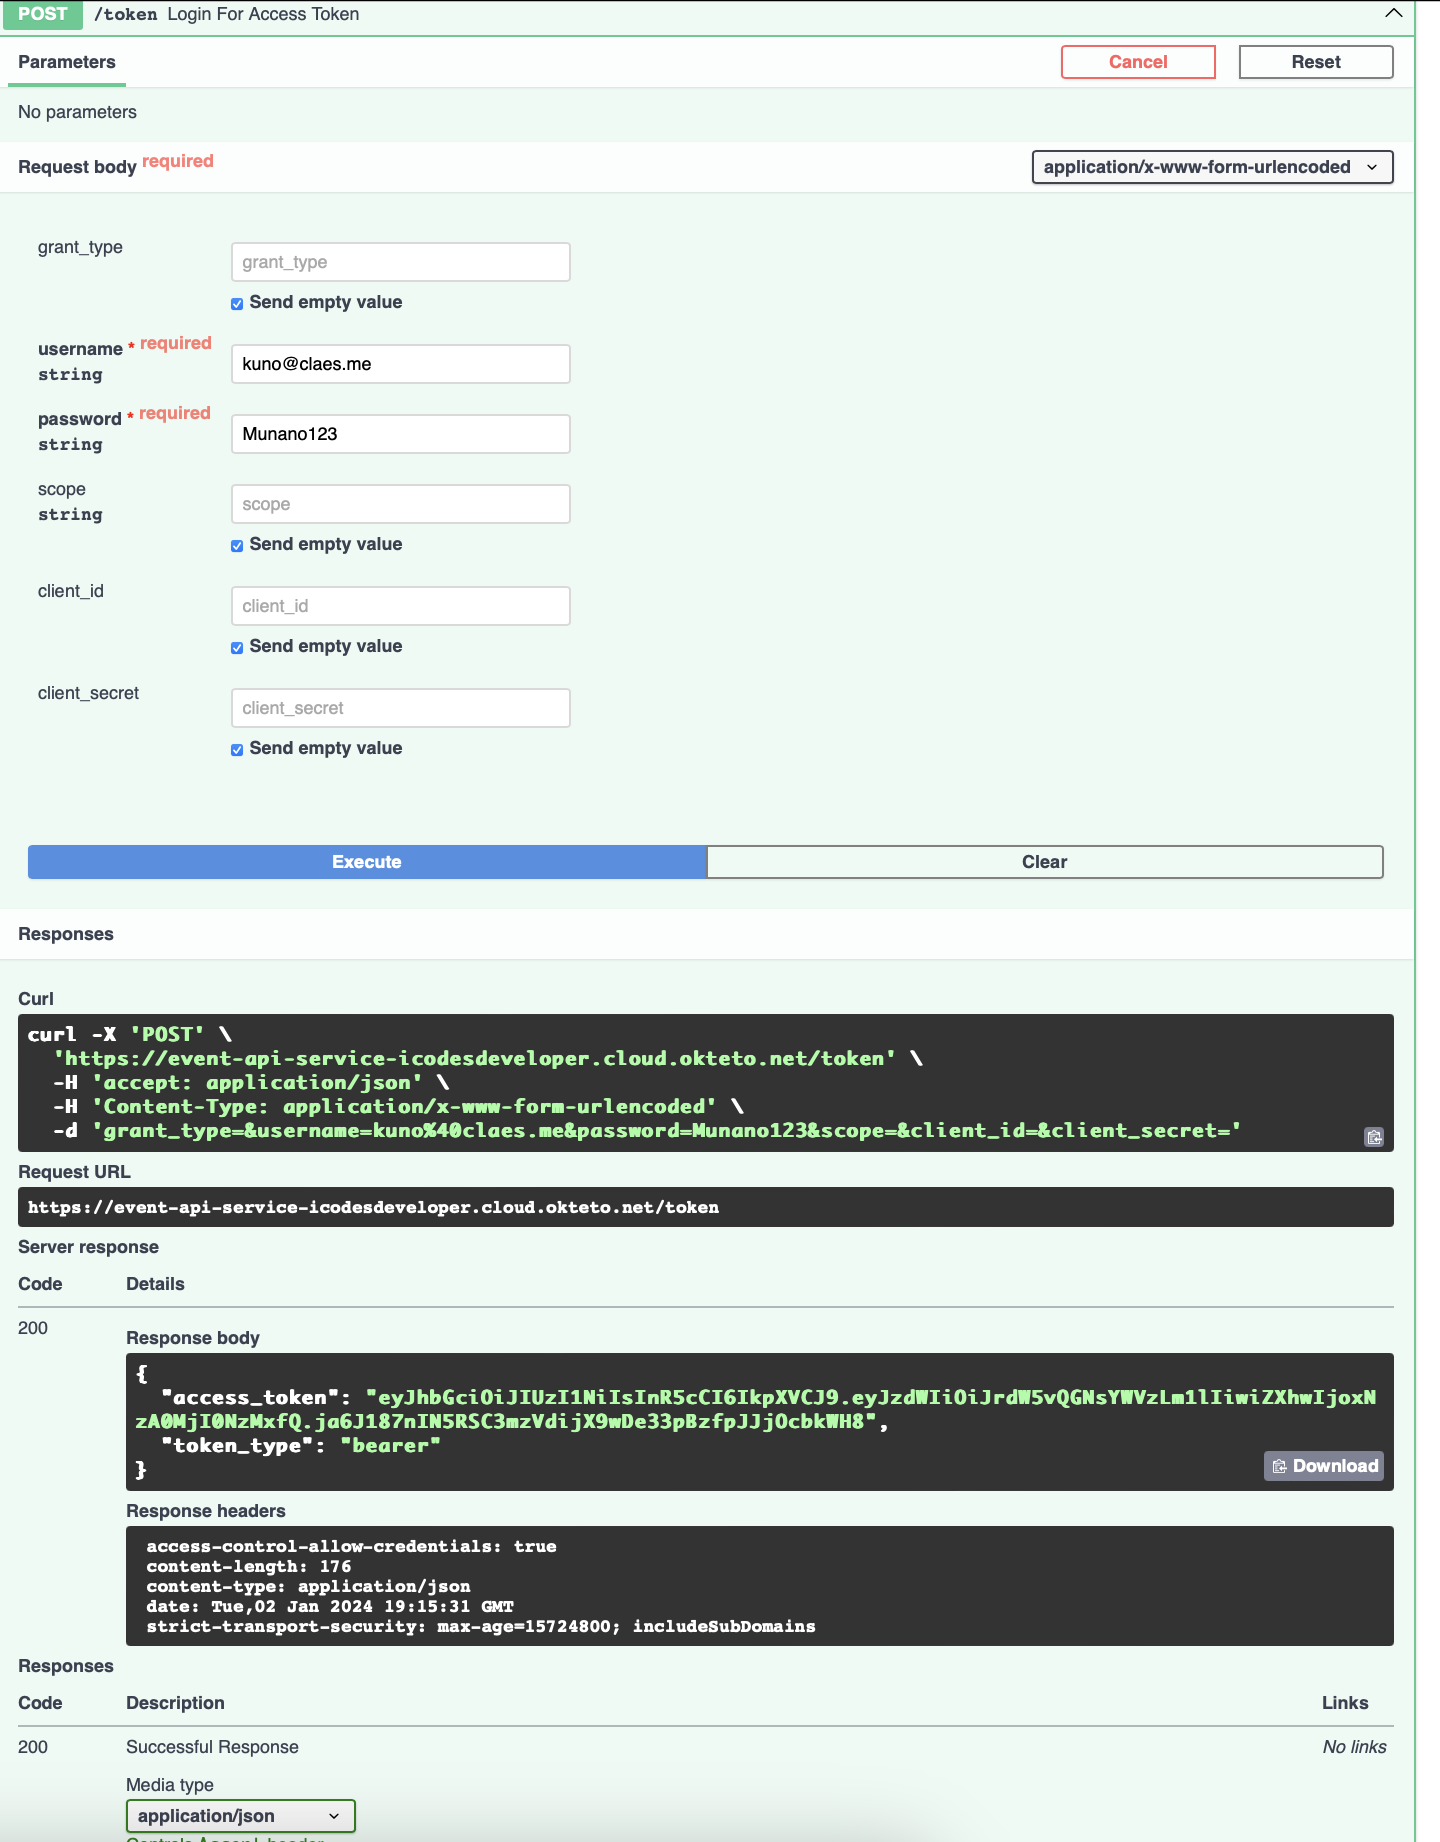 POST /token Login For Access Token
Parameters
Cancel
Reset
No parameters
Request body required
application/x-www-form-urlencoded
grant_type
grant_type
Send empty value
username * required
string
kuno@claes.me
password * required
string
Munano123
scope
string
scope
Send empty value
client_id
client_id
Send empty value
client_secret
client_secret
Send empty value
Execute
Clear
Responses
Curl
curl -X 'POST' \
'https://event-api-service-icodesdeveloper.cloud.okteto.net/token' \
-H 'accept: application/json' \
-H 'Content-Type: application/x-www-form-urlencoded' \
-d 'grant_type=&username=kuno%40claes.me&password=Munano123&scope=&client_id=&client_secret='
Request URL
https://event-api-service-icodesdeveloper.cloud.okteto.net/token
Server response
Code Details
200
Response body
{
"access_token": "eyJhbGciOiJIUzI1NiIsInR5cCI6IkpXVCJ9.eyJzdWIiOiJrdW5vQGNsYWVzLm1lIiwiZXhwIjoxN
zA0MjI0NzMxfQ.ja6J187nIN5RSC3mzVdijX9wDe33pBzfpJJjOcbkWH8",
"token_type": "bearer"
}
Download
Response headers
access-control-allow-credentials: true
content-length: 176
content-type: application/json
date: Tue,02 Jan 2024 19:15:31 GMT
strict-transport-security: max-age=15724800; includeSubDomains
Responses
Code Description Links
200 Successful Response No links
Media type
application/json